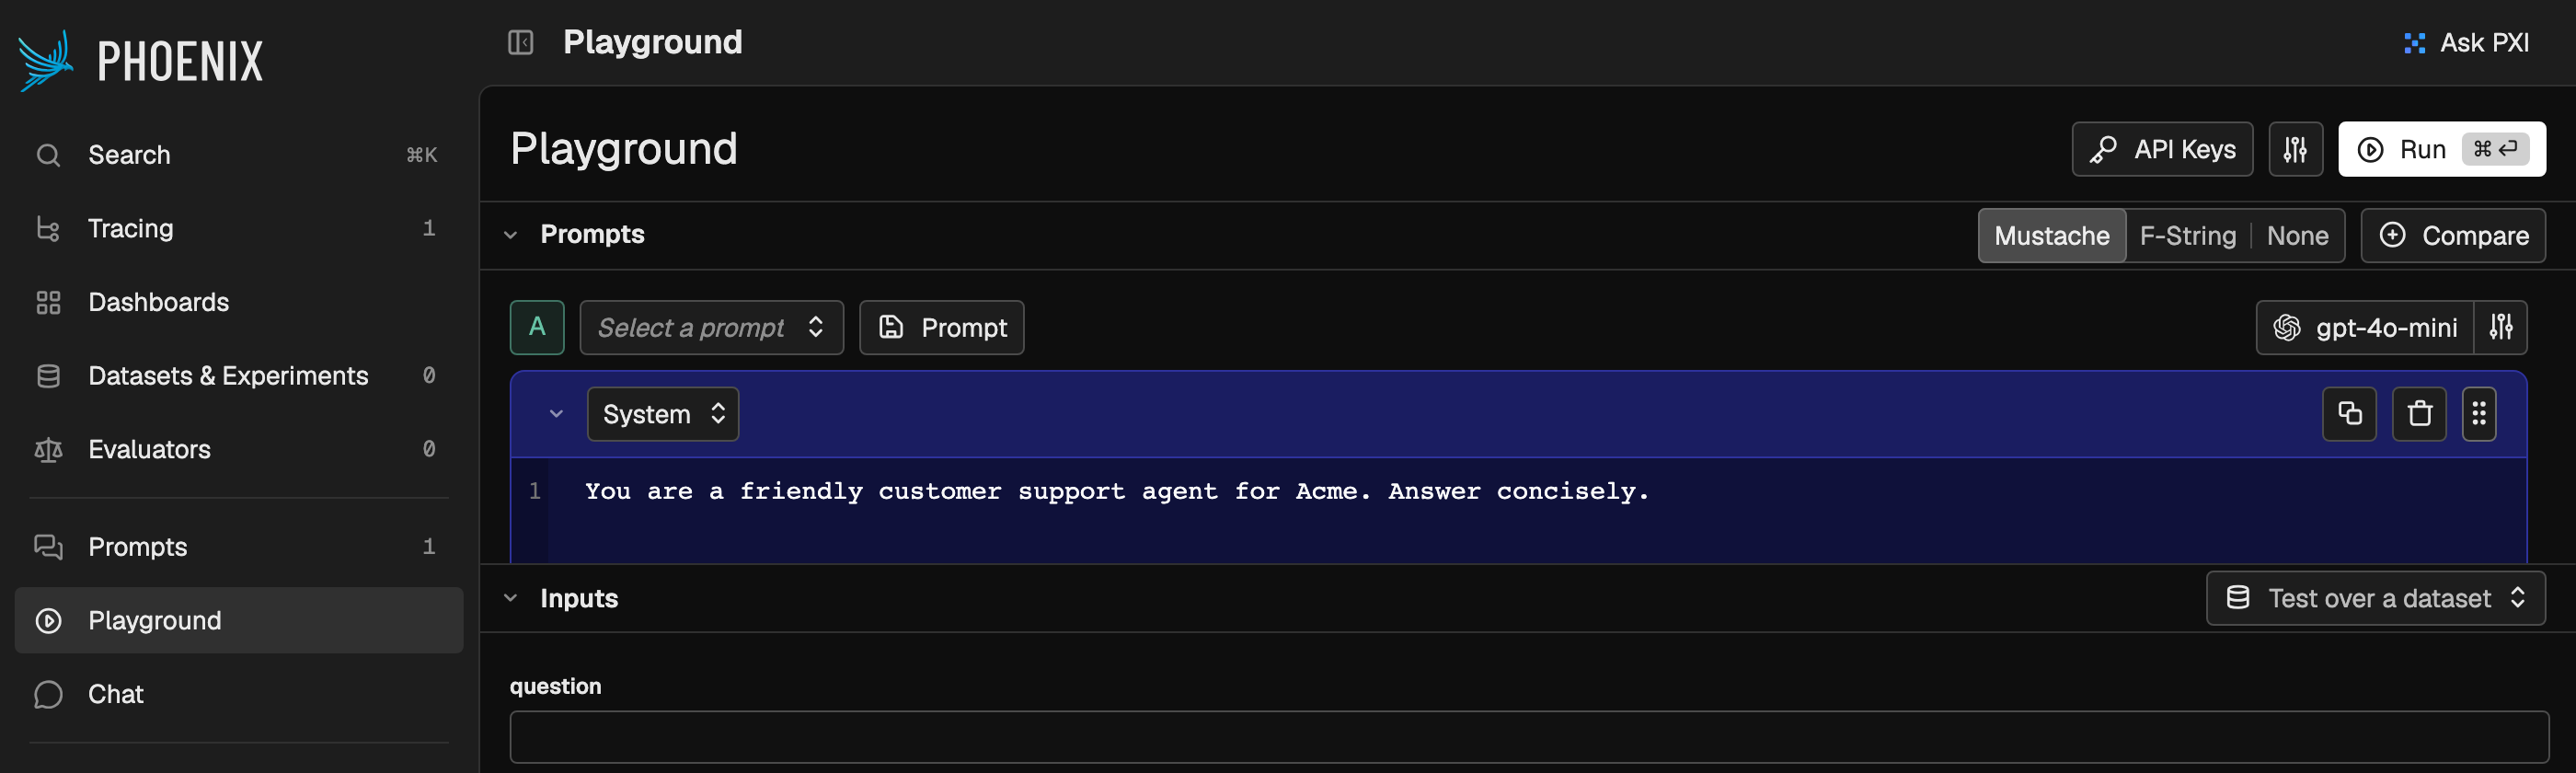 PHOENIX
Search ⌘K
Tracing 1
Dashboards
Datasets & Experiments 0
Evaluators 0
Prompts 1
Playground
Chat
Playground
Ask PXI
Playground
API Keys
Run ⌘ ↵
Prompts
Mustache F-String None
Compare
A Select a prompt Prompt
gpt-4o-mini
System
1 You are a friendly customer support agent for Acme. Answer concisely.
Inputs
Test over a dataset
question